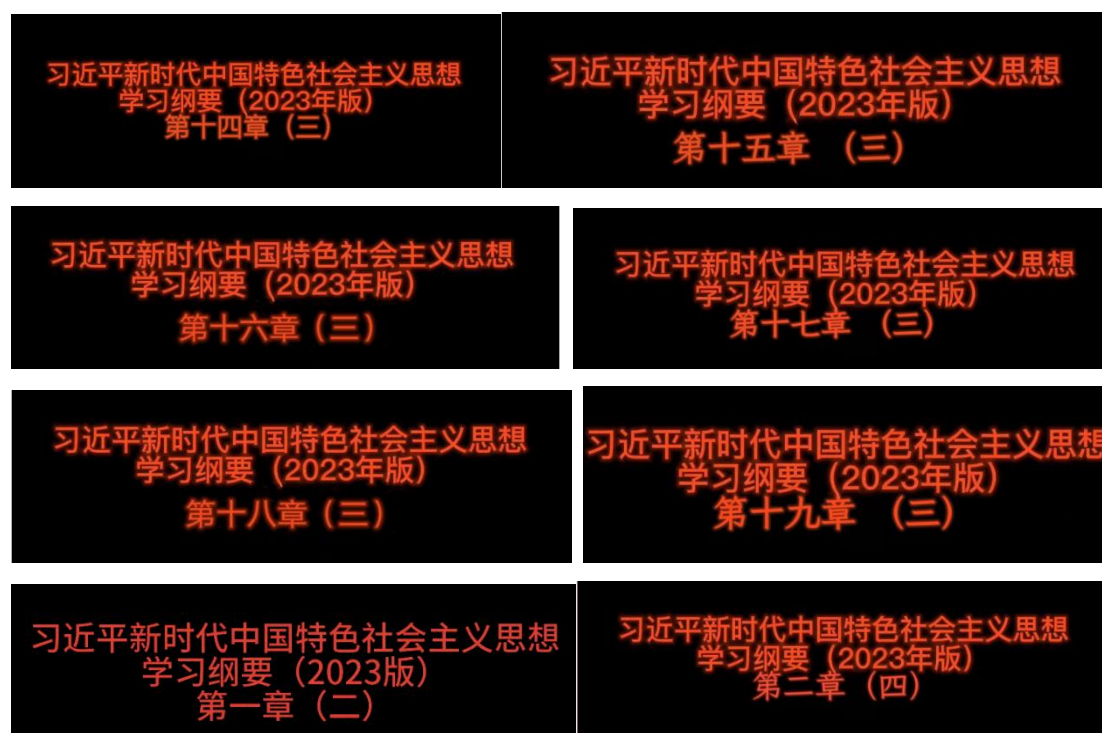 习近平新时代中国特色社会主义思想
学习纲要（2023年版）
第十四章（三）
习近平新时代中国特色社会主义思想
学习纲要（2023年版）
第十五章 （三）
习近平新时代中国特色社会主义思想
学习纲要（2023年版）
第十六章（三）
习近平新时代中国特色社会主义思想
学习纲要（2023年版）
第十七章 （三）
习近平新时代中国特色社会主义思想
学习纲要（2023年版）
第十八章（三）
习近平新时代中国特色社会主义思想
学习纲要（2023年版）
第十九章 （三）
习近平新时代中国特色社会主义思想
学习纲要（2023版）
第一章（二）
习近平新时代中国特色社会主义思想
学习纲要（2023年版）
第二章（四）